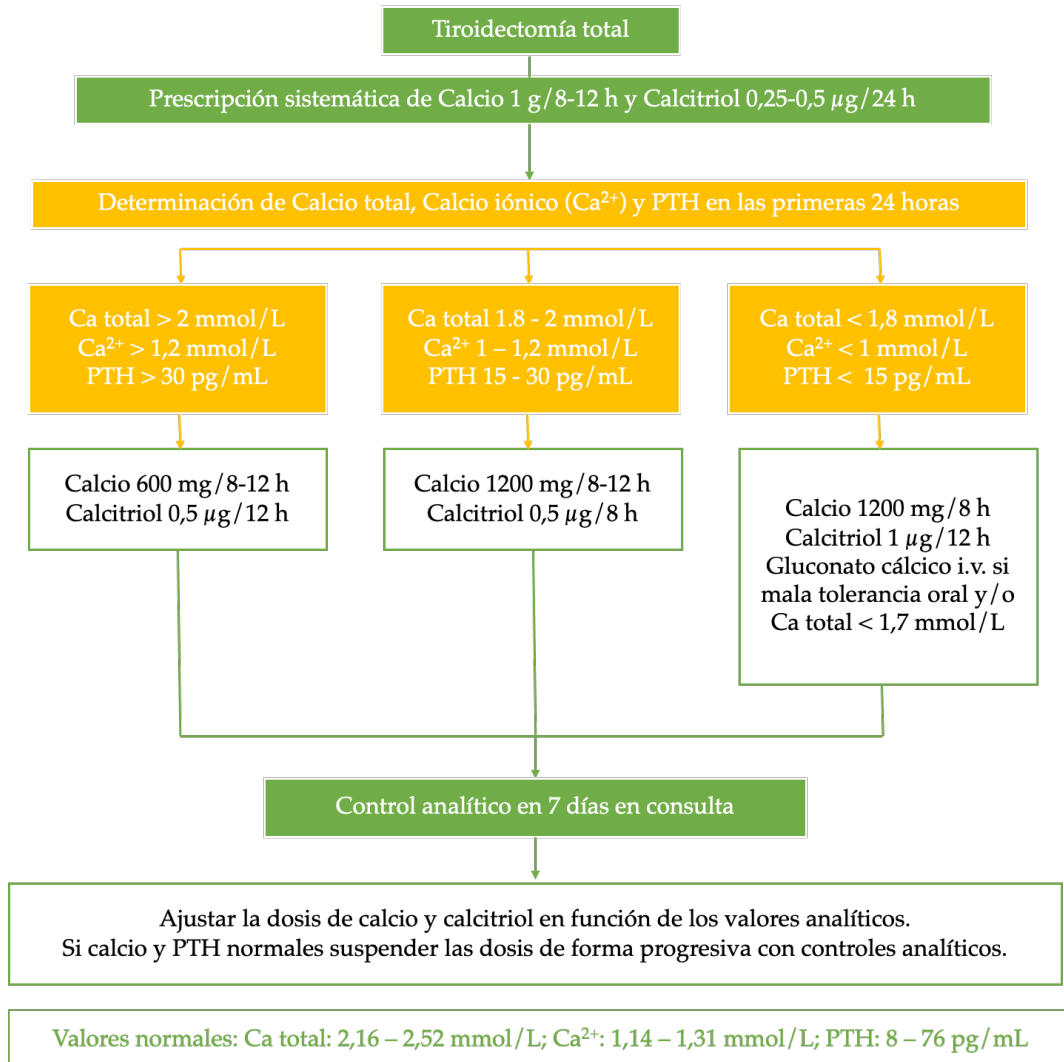 Tiroidectomía total
Prescripción sistemática de Calcio 1 g/8-12 h y Calcitriol 0,25-0,5 µg/24 h
Determinación de Calcio total, Calcio iónico (Ca²⁺) y PTH en las primeras 24 horas
Ca total > 2 mmol/L
Ca²⁺ > 1,2 mmol/L
PTH > 30 pg/mL
Ca total 1.8 - 2 mmol/L
Ca²⁺ 1 – 1,2 mmol/L
PTH 15 - 30 pg/mL
Ca total < 1,8 mmol/L
Ca²⁺ < 1 mmol/L
PTH < 15 pg/mL
Calcio 600 mg/8-12 h
Calcitriol 0,5 µg/12 h
Calcio 1200 mg/8-12 h
Calcitriol 0,5 µg/8 h
Calcio 1200 mg/8 h
Calcitriol 1 µg/12 h
Gluconato cálcico i.v. si
mala tolerancia oral y/o
Ca total < 1,7 mmol/L
Control analítico en 7 días en consulta
Ajustar la dosis de calcio y calcitriol en función de los valores analíticos.
Si calcio y PTH normales suspender las dosis de forma progresiva con controles analíticos.
Valores normales: Ca total: 2,16 – 2,52 mmol/L; Ca²⁺: 1,14 – 1,31 mmol/L; PTH: 8 – 76 pg/mL